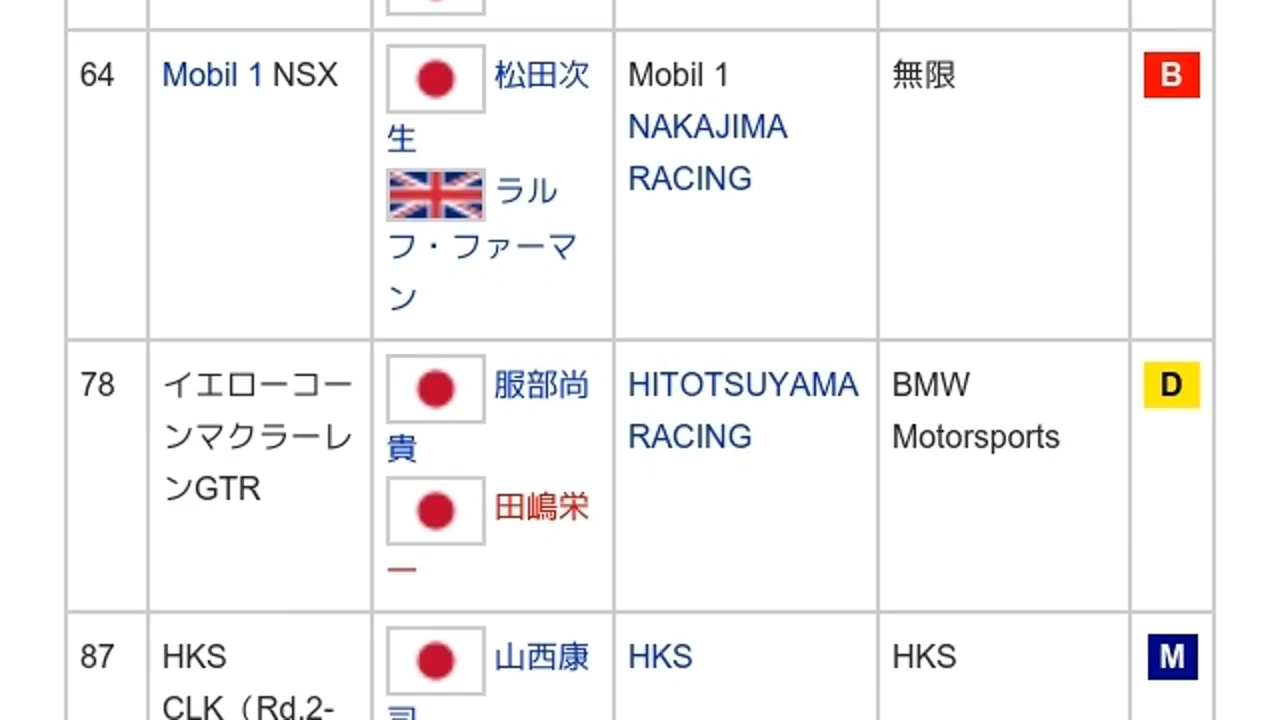 64
Mobil 1 NSX
松田次
生
ラル
フ・ファーマ
ン
Mobil 1
NAKAJIMA
RACING
無限
B
78
イエローコー
ンマクラーレ
ンGTR
服部尚
貴
田嶋栄
一
HITOTSUYAMA
RACING
BMW
Motorsports
D
87
HKS
CLK（Rd.2-
山西康
司
HKS
HKS
M